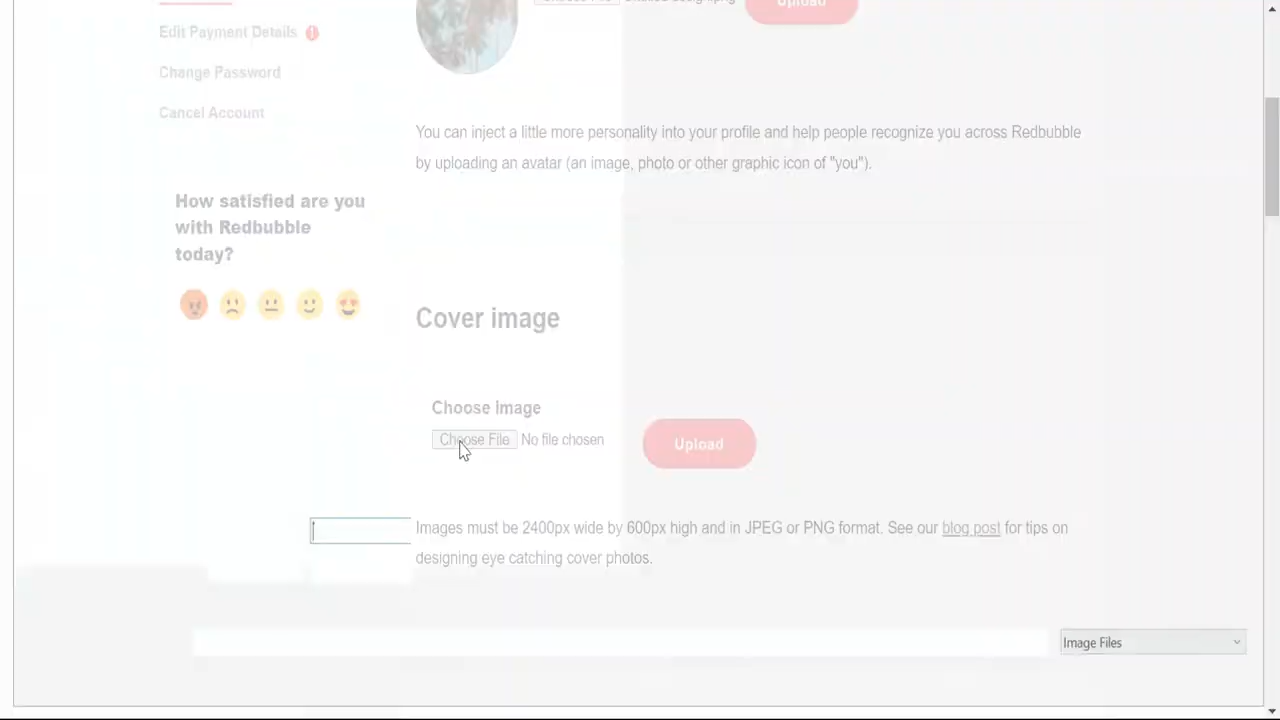 Upload
Edit Payment Details 1
Change Password
Cancel Account
You can inject a little more personality into your profile and help people recognize you across Redbubble
by uploading an avatar (an image, photo or other graphic icon of "you").
How satisfied are you
with Redbubble
today?
Cover image
Choose Image
Choose File No file chosen
Upload
Images must be 2400px wide by 600px high and in JPEG or PNG format. See our blog post for tips on
designing eye catching cover photos.
Image Files